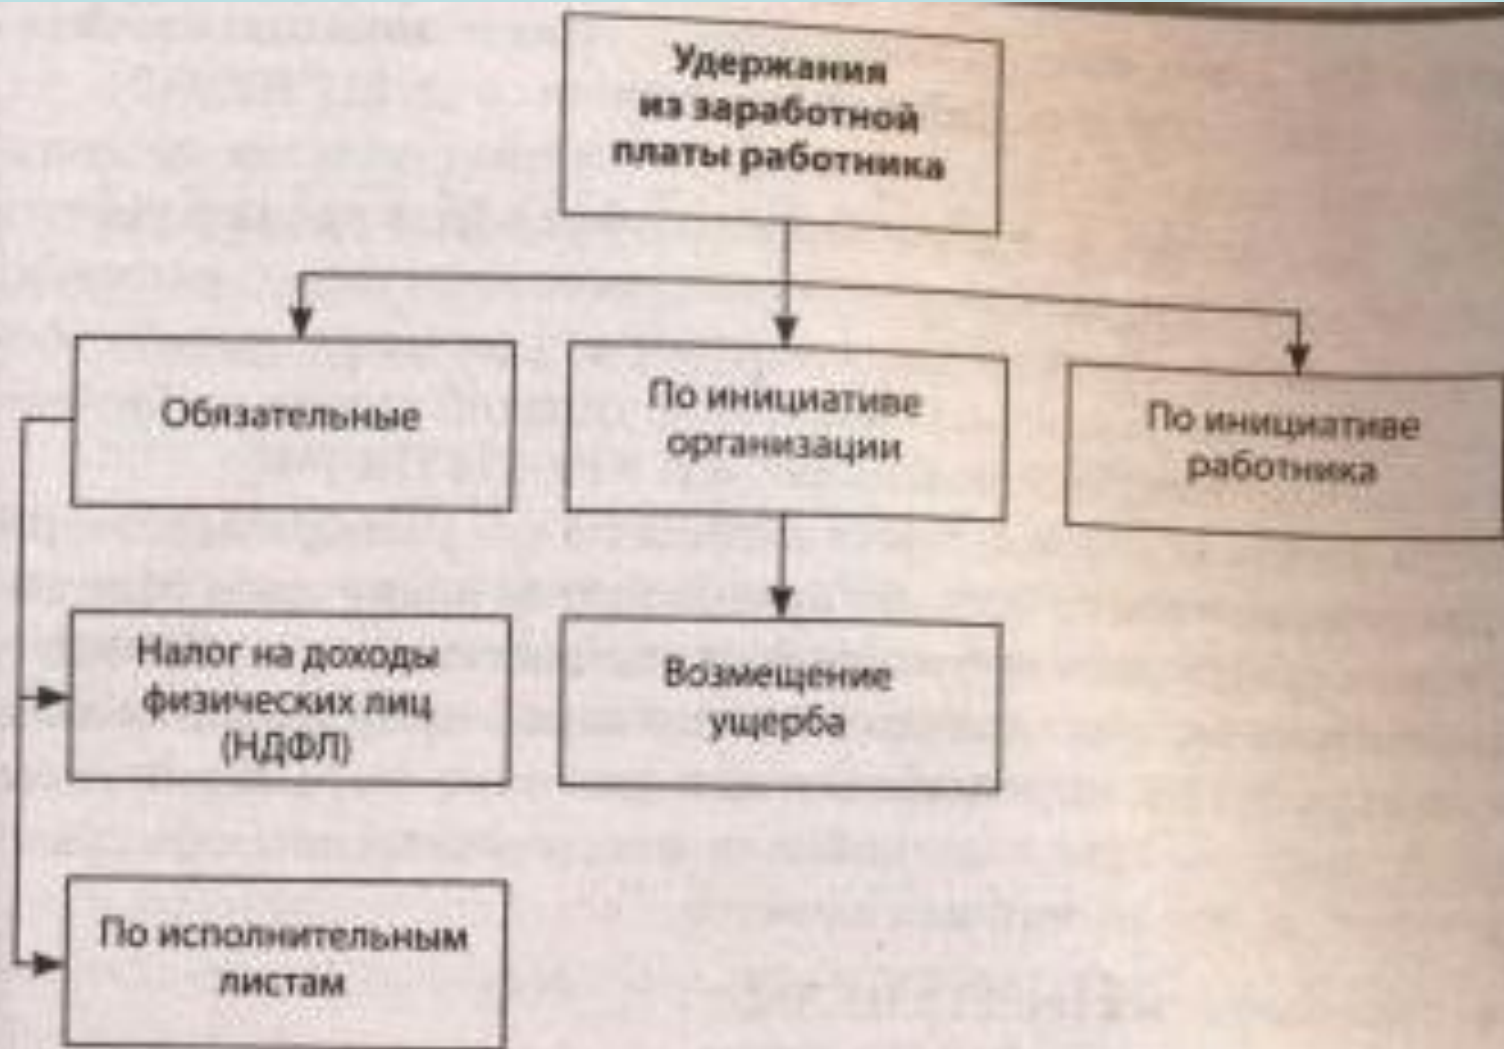 Удержания
из заработной
платы работника
Обязательные
По инициативе
организации
По инициативе
работника
Налог на доходы
физических лиц
(НДФЛ)
Возмещение
ущерба
По исполнительным
листам